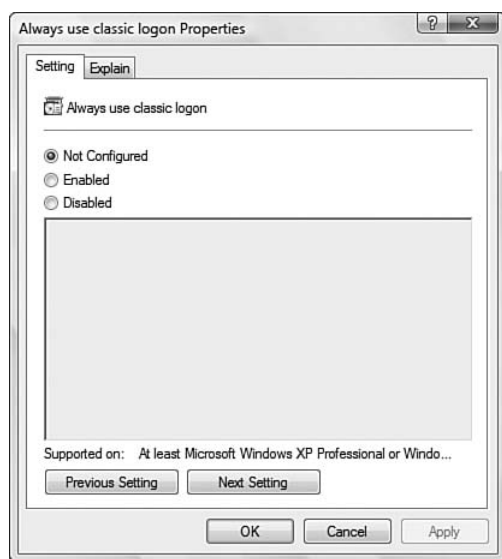 Always use classic logon Properties
Setting Explain
Always use classic logon
Not Configured
Enabled
Disabled
Supported on: At least Microsoft Windows XP Professional or Windo...
Previous Setting Next Setting
OK Cancel Apply